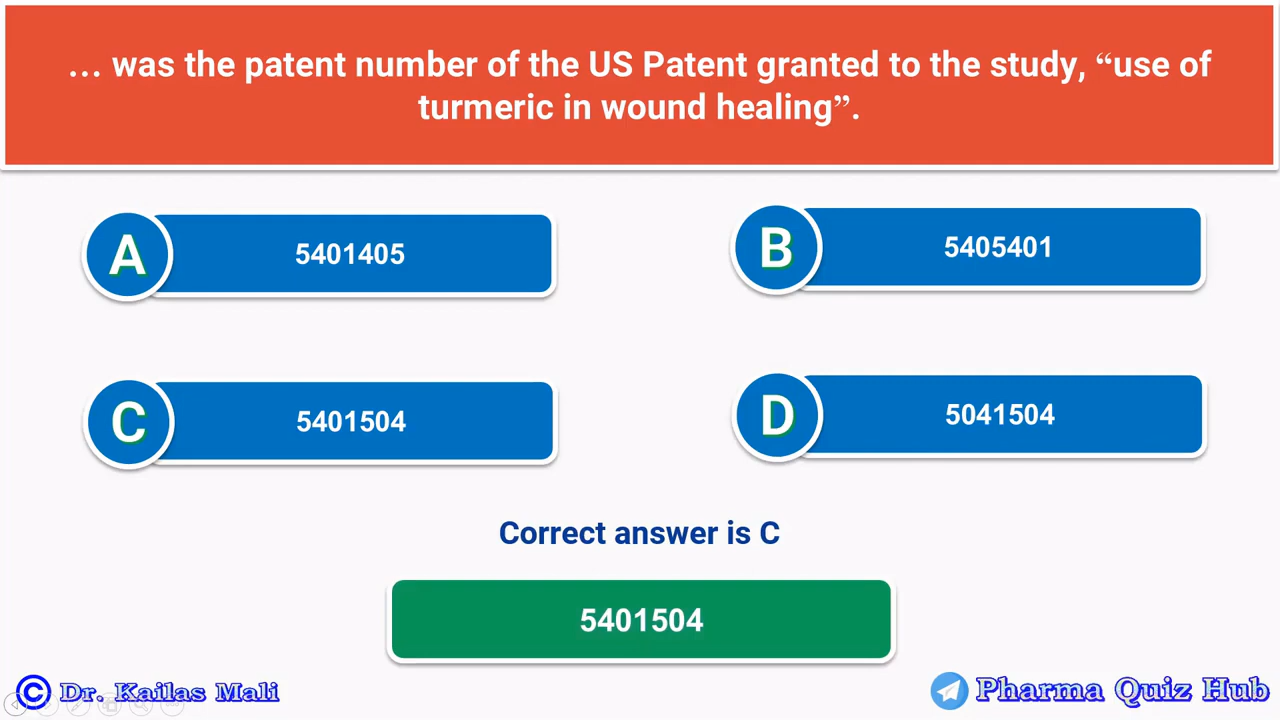 … was the patent number of the US Patent granted to the study, “use of
turmeric in wound healing”.
A
5401405
B
5405401
C
5401504
D
5041504
Correct answer is C
5401504
© Dr. Kailas Mali
Pharma Quiz Hub